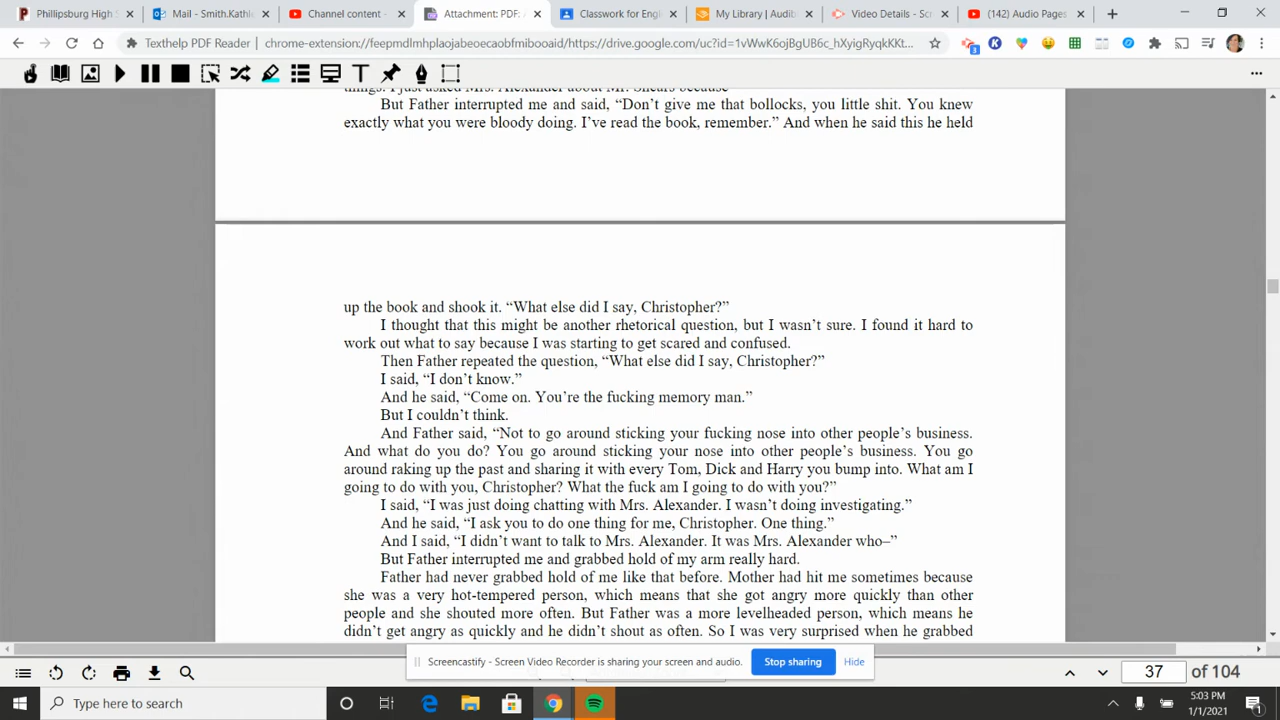 Phillipsburg High S
Mail - Smith.Kathle
Channel content -
Attachment: PDF: A
Classwork for Engl
My Library | Audib
Video Details - Scr
(142) Audio Pages
Texthelp PDF Reader | chrome-extension://feepmdlmhplaojabeoecaobfmibooaid/https://drive.google.com/uc?id=1vWwK6ojBgUB6c_hXyigRyqkKKt...
But Father interrupted me and said, “Don’t give me that bollocks, you little shit. You knew
exactly what you were bloody doing. I’ve read the book, remember.” And when he said this he held
up the book and shook it. “What else did I say, Christopher?”
I thought that this might be another rhetorical question, but I wasn’t sure. I found it hard to
work out what to say because I was starting to get scared and confused.
Then Father repeated the question, “What else did I say, Christopher?”
I said, “I don’t know.”
And he said, “Come on. You’re the fucking memory man.”
But I couldn’t think.
And Father said, “Not to go around sticking your fucking nose into other people’s business.
And what do you do? You go around sticking your nose into other people’s business. You go
around raking up the past and sharing it with every Tom, Dick and Harry you bump into. What am I
going to do with you, Christopher? What the fuck am I going to do with you?”
I said, “I was just doing chatting with Mrs. Alexander. I wasn’t doing investigating.”
And he said, “I ask you to do one thing for me, Christopher. One thing.”
And I said, “I didn’t want to talk to Mrs. Alexander. It was Mrs. Alexander who–”
But Father interrupted me and grabbed hold of my arm really hard.
Father had never grabbed hold of me like that before. Mother had hit me sometimes because
she was a very hot-tempered person, which means that she got angry more quickly than other
people and she shouted more often. But Father was a more levelheaded person, which means he
didn’t get angry as quickly and he didn’t shout as often. So I was very surprised when he grabbed
Screencastify - Screen Video Recorder is sharing your screen and audio.
Stop sharing
Hide
37 of 104
Type here to search
5:03 PM
1/1/2021